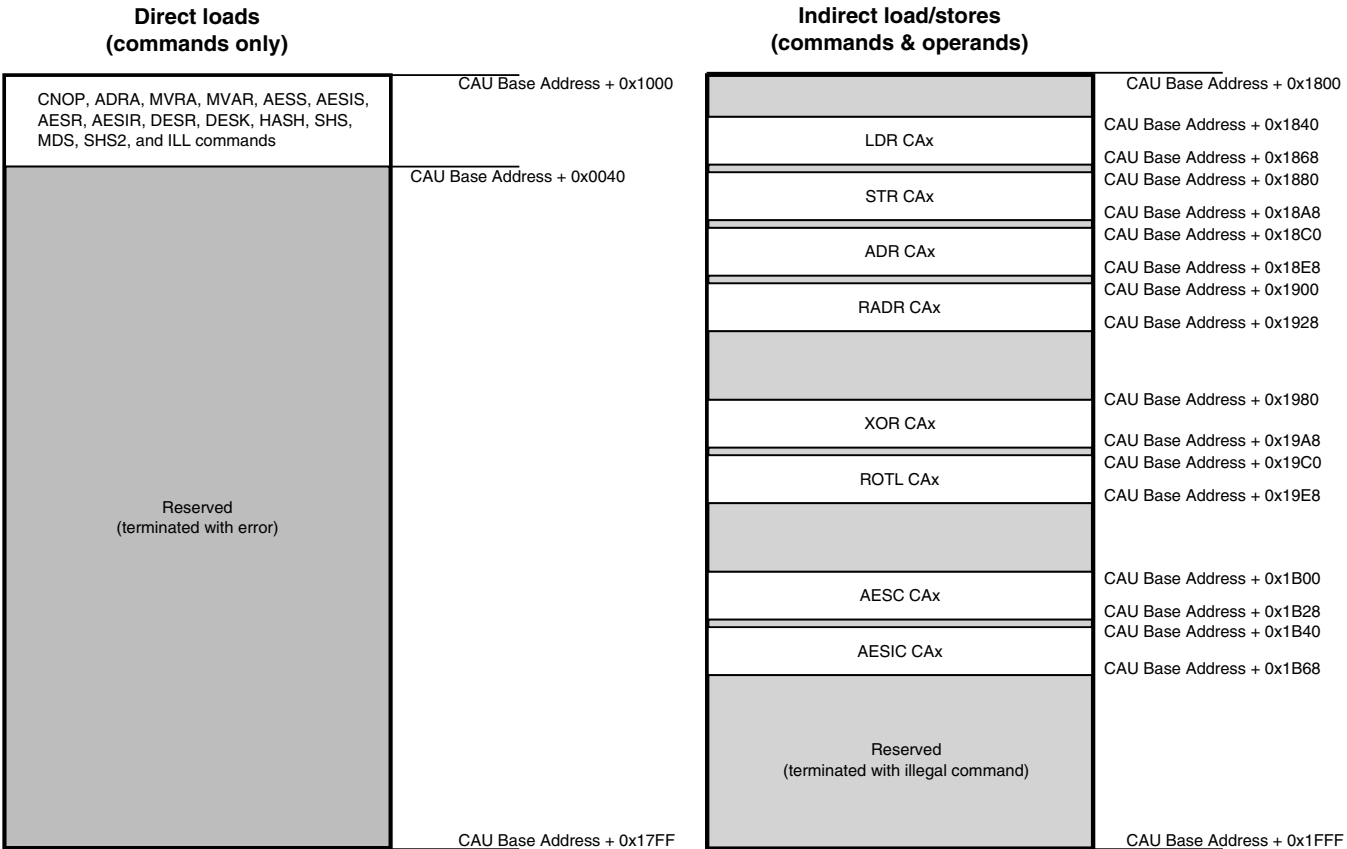 Direct loads
(commands only)
CAU Base Address + 0x1000
CNOP, ADRA, MVRA, MVAR, AESS, AESIS,
AESR, AESIR, DESR, DESK, HASH, SHS,
MDS, SHS2, and ILL commands
CAU Base Address + 0x0040
Reserved
(terminated with error)
CAU Base Address + 0x17FF
Indirect load/stores
(commands & operands)
CAU Base Address + 0x1800
CAU Base Address + 0x1840
LDR CAx
CAU Base Address + 0x1868
CAU Base Address + 0x1880
STR CAx
CAU Base Address + 0x18A8
CAU Base Address + 0x18C0
ADR CAx
CAU Base Address + 0x18E8
CAU Base Address + 0x1900
RADR CAx
CAU Base Address + 0x1928
CAU Base Address + 0x1980
XOR CAx
CAU Base Address + 0x19A8
CAU Base Address + 0x19C0
ROTL CAx
CAU Base Address + 0x19E8
CAU Base Address + 0x1B00
AESC CAx
CAU Base Address + 0x1B28
CAU Base Address + 0x1B40
AESIC CAx
CAU Base Address + 0x1B68
Reserved
(terminated with illegal command)
CAU Base Address + 0x1FFF